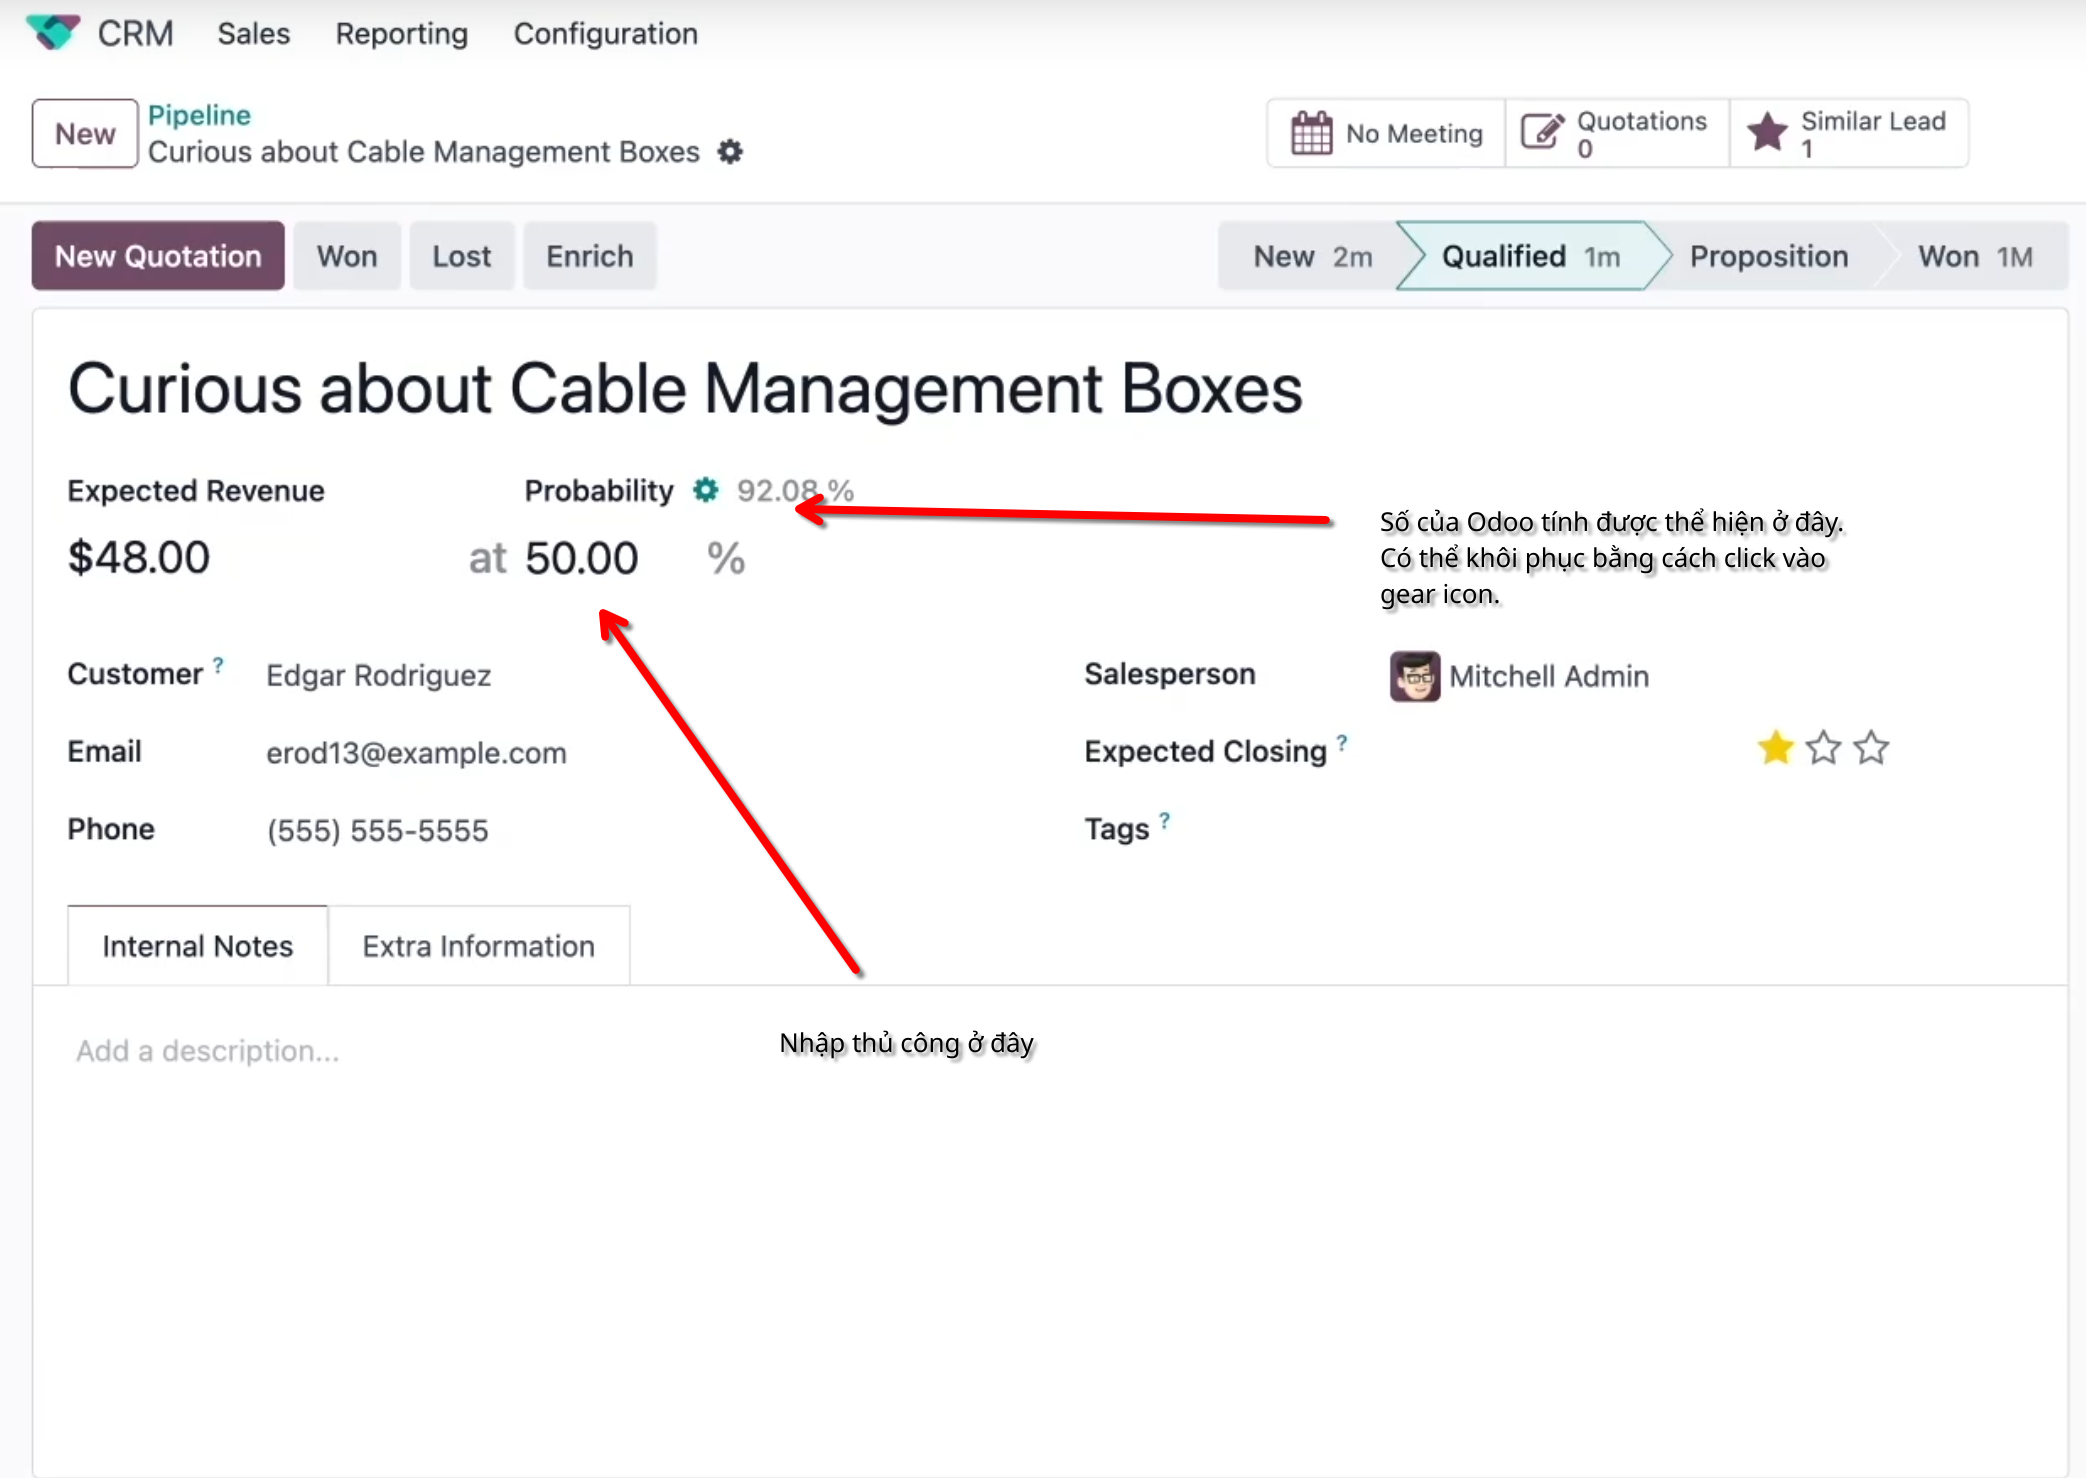 CRM Sales Reporting Configuration
New
Pipeline
Curious about Cable Management Boxes
No Meeting
Quotations
0
Similar Lead
1
New Quotation Won Lost Enrich
New 2m Qualified 1m Proposition Won 1M
Curious about Cable Management Boxes
Expected Revenue
Probability 92.08 %
$48.00 at 50.00 %
Số của Odoo tính được thể hiện ở đây.
Có thể khôi phục bằng cách click vào
gear icon.
Customer ? Edgar Rodriguez
Salesperson Mitchell Admin
Email erod13@example.com
Expected Closing ?
Phone (555) 555-5555
Tags ?
Internal Notes Extra Information
Add a description...
Nhập thủ công ở đây